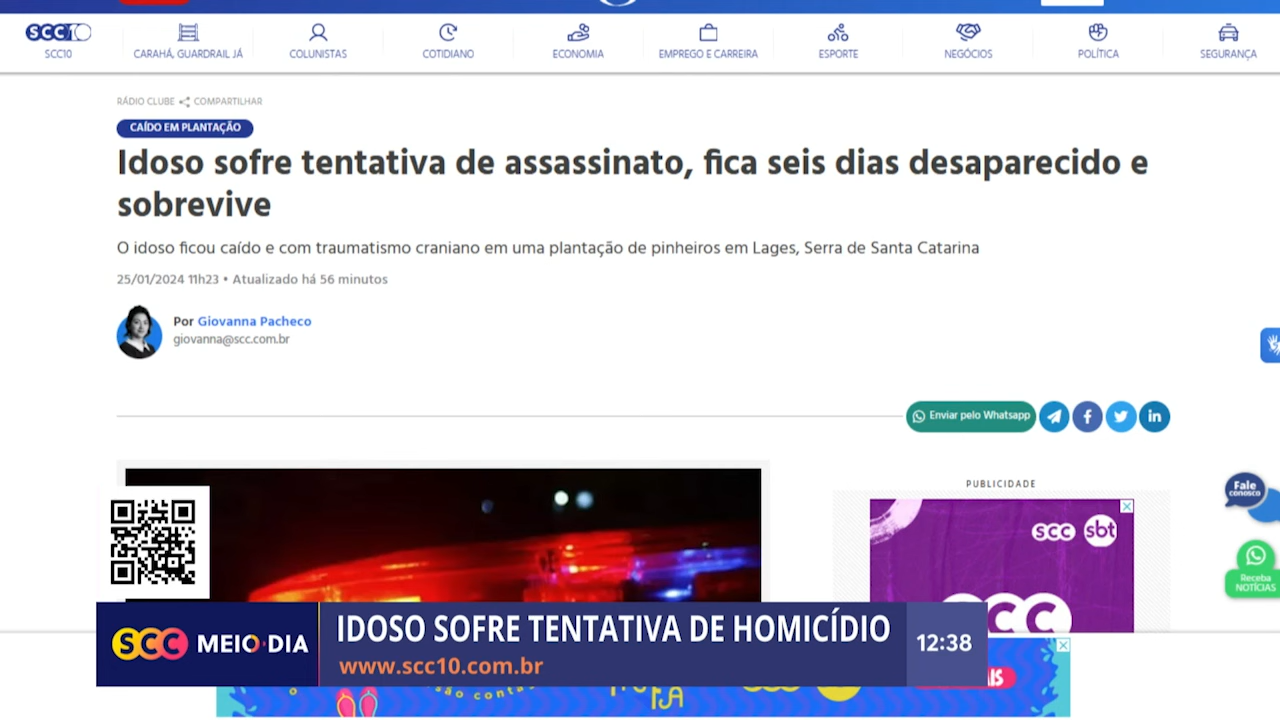 SCC10
SCC10
CARAHÁ, GUARDRAIL JÁ
COLUNISTAS
COTIDIANO
ECONOMIA
EMPREGO E CARREIRA
ESPORTE
NEGÓCIOS
POLÍTICA
SEGURANÇA
RÁDIO CLUBE COMPARTILHAR
CAÍDO EM PLANTAÇÃO
Idoso sofre tentativa de assassinato, fica seis dias desaparecido e
sobrevive
O idoso ficou caído e com traumatismo craniano em uma plantação de pinheiros em Lages, Serra de Santa Catarina
25/01/2024 11h23 • Atualizado há 56 minutos
Por Giovanna Pacheco
giovanna@scc.com.br
Enviar pelo Whatsapp
PUBLICIDADE
Fale
conosco
scc sbt
Receba
NOTÍCIAS
SCC MEIO-DIA
IDOSO SOFRE TENTATIVA DE HOMICÍDIO
www.scc10.com.br
12:38